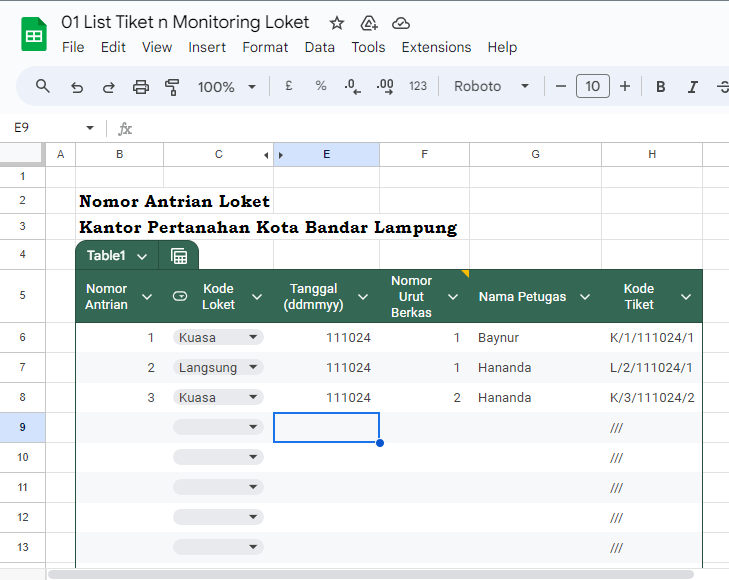 01 List Tiket n Monitoring Loket
File Edit View Insert Format Data Tools Extensions Help
100% £ % .0 .00 123 Roboto 10 B I S
E9 fx
A B C E F G H
1
2 Nomor Antrian Loket
3 Kantor Pertanahan Kota Bandar Lampung
4 Table1
5 Nomor Antrian Kode Loket Tanggal (ddmmyy) Nomor Urut Berkas Nama Petugas Kode Tiket
6 1 Kuasa 111024 1 Baynur K/1/111024/1
7 2 Langsung 111024 1 Hananda L/2/111024/1
8 3 Kuasa 111024 2 Hananda K/3/111024/2
9 ///
10 ///
11 ///
12 ///
13 ///